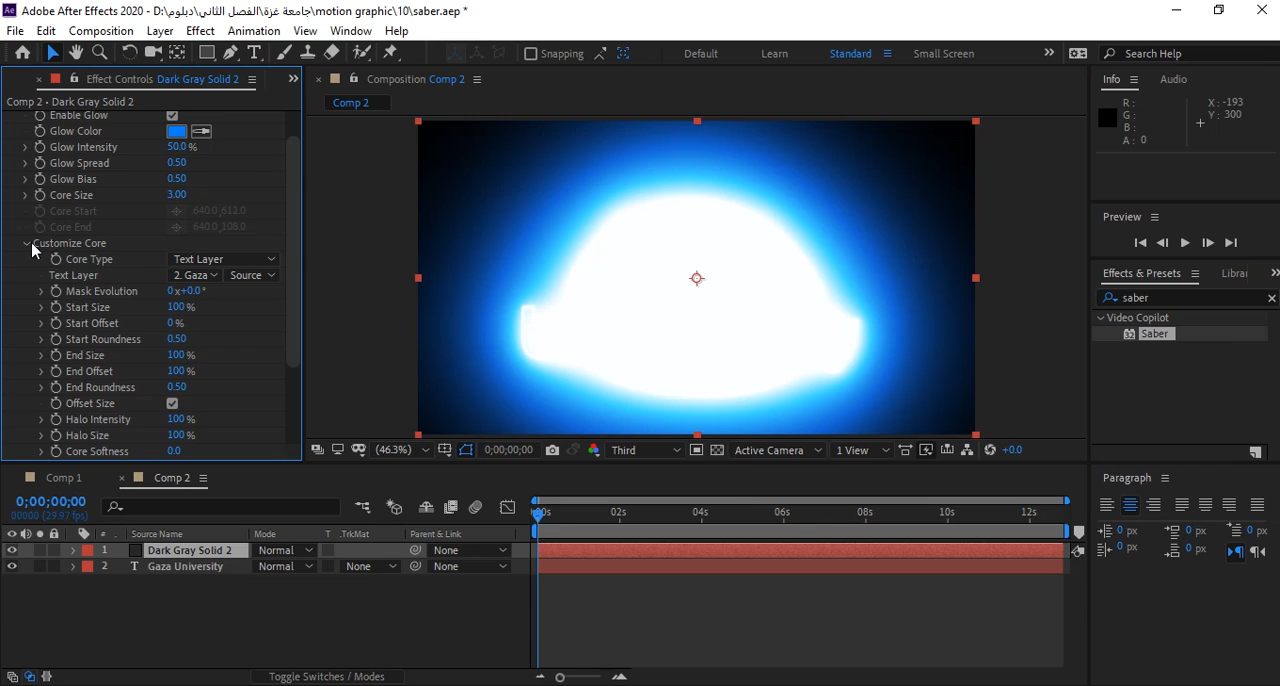 Ae Adobe After Effects 2020 - D:\جامعة غزة\الفصل الثاني\دبلوم\motion graphic\10\saber.aep *
File Edit Composition Layer Effect Animation View Window Help
T Snapping Default Learn Standard Small Screen Search Help
Effect Controls Dark Gray Solid 2
Comp 2 • Dark Gray Solid 2
Enable Glow
Glow Color
Glow Intensity 50.0 %
Glow Spread 0.50
Glow Bias 0.50
Core Size 3.00
Core Start 640.0,612.0
Core End 640.0,108.0
Customize Core
Core Type Text Layer
Text Layer 2. Gaza Source
Mask Evolution 0x+0.0°
Start Size 100 %
Start Offset 0 %
Start Roundness 0.50
End Size 100 %
End Offset 100 %
End Roundness 0.50
Offset Size
Halo Intensity 100 %
Halo Size 100 %
Core Softness 0.0
Composition Comp 2
Comp 2
(46.3%) 0;00;00;00 Third Active Camera 1 View +0.0
Info Audio
R: X: -193
G: Y: 300
B:
A: 0
Preview
Effects & Presets Librai
saber
Video Copilot
32 Saber
Comp 1 Comp 2
0;00;00;00
00000 (29.97 fps)
# Source Name Mode T .TrkMat Parent & Link
1 Dark Gray Solid 2 Normal None
2 T Gaza University Normal None None
:00s 02s 04s 06s 08s 10s 12s
Toggle Switches / Modes
Paragraph
0 px 0 px 0 px
0 px 0 px